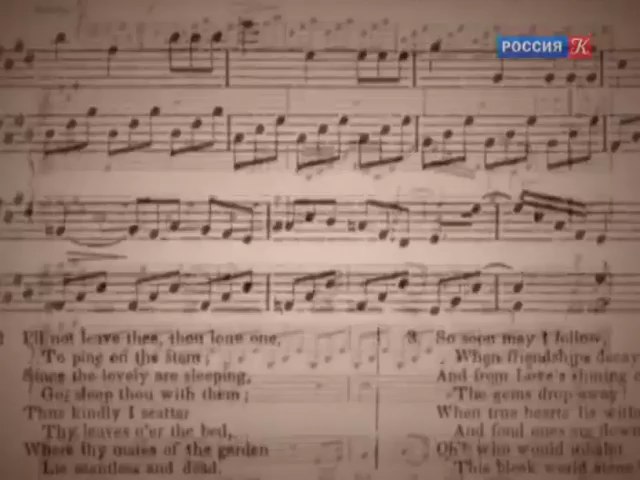 РОССИЯ К
I'll not leave thee, thou lone one,
To pine on the stem;
Since the lovely are sleeping,
Go, sleep thou with them;
Thus kindly I scatter
Thy leaves o'er the bed,
Where thy mates of the garden
Lie scentless and dead.
3. So soon may I follow,
When friendships decay
And from Love's shining
The gems drop away!
When true hearts lie
And fond ones are flown
Oh! who would inhabit
This bleak world alone